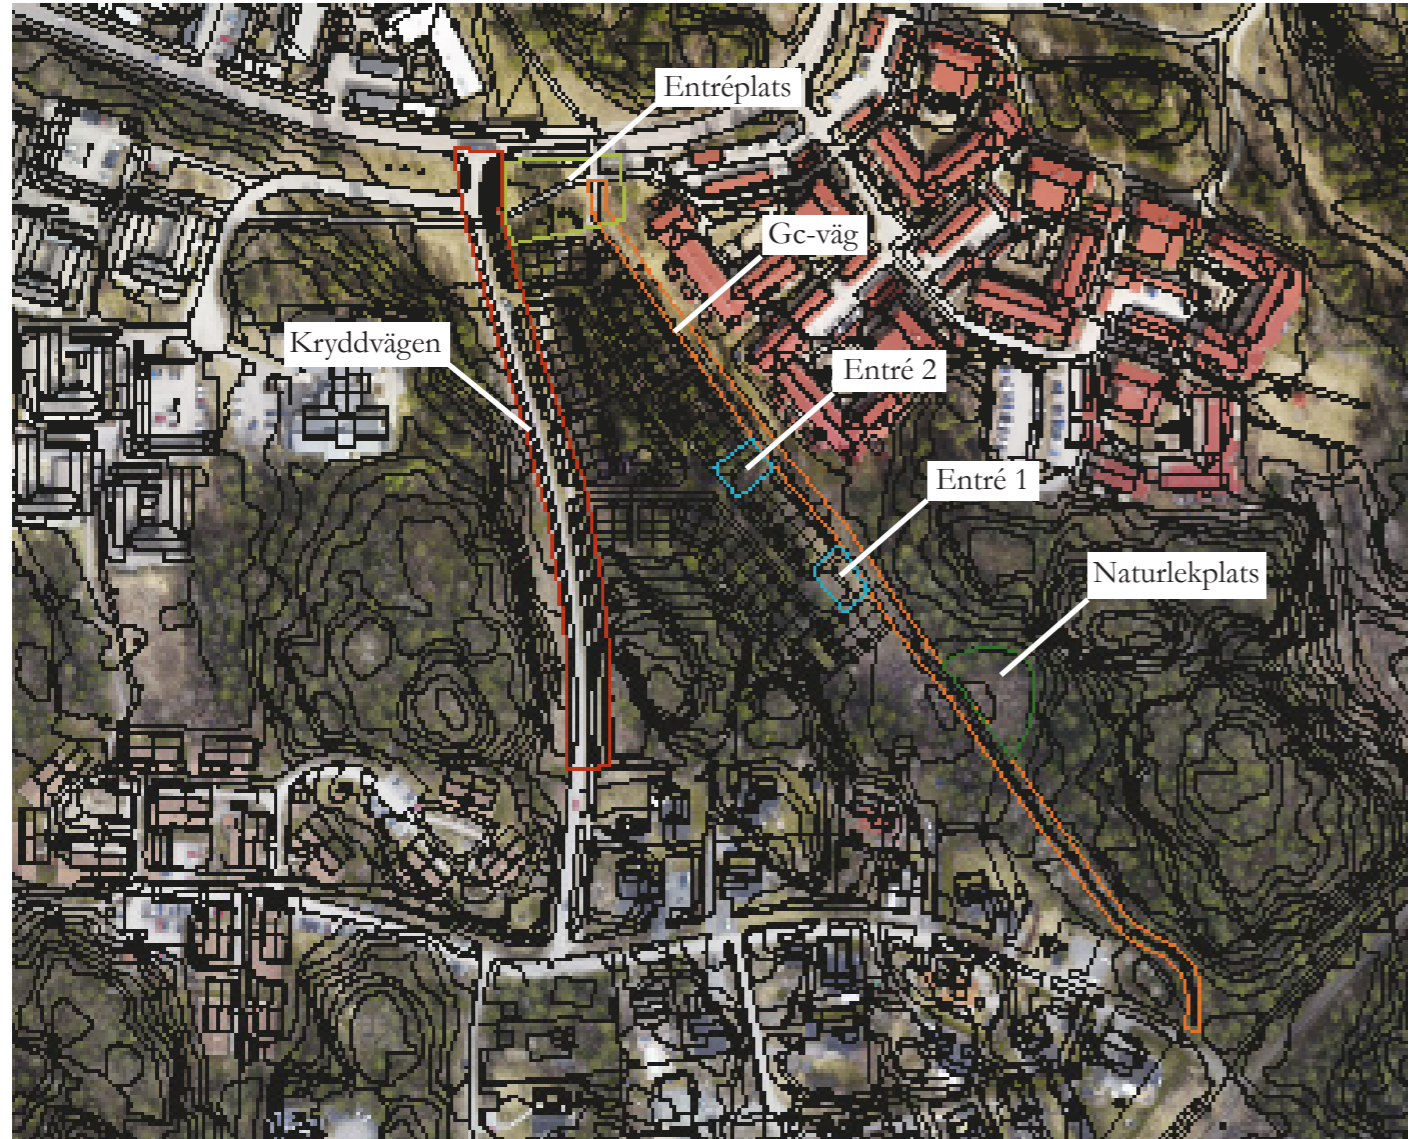 Entréplats
Gc-väg
Kryddvägen
Entré 2
Entré 1
Naturlekplats